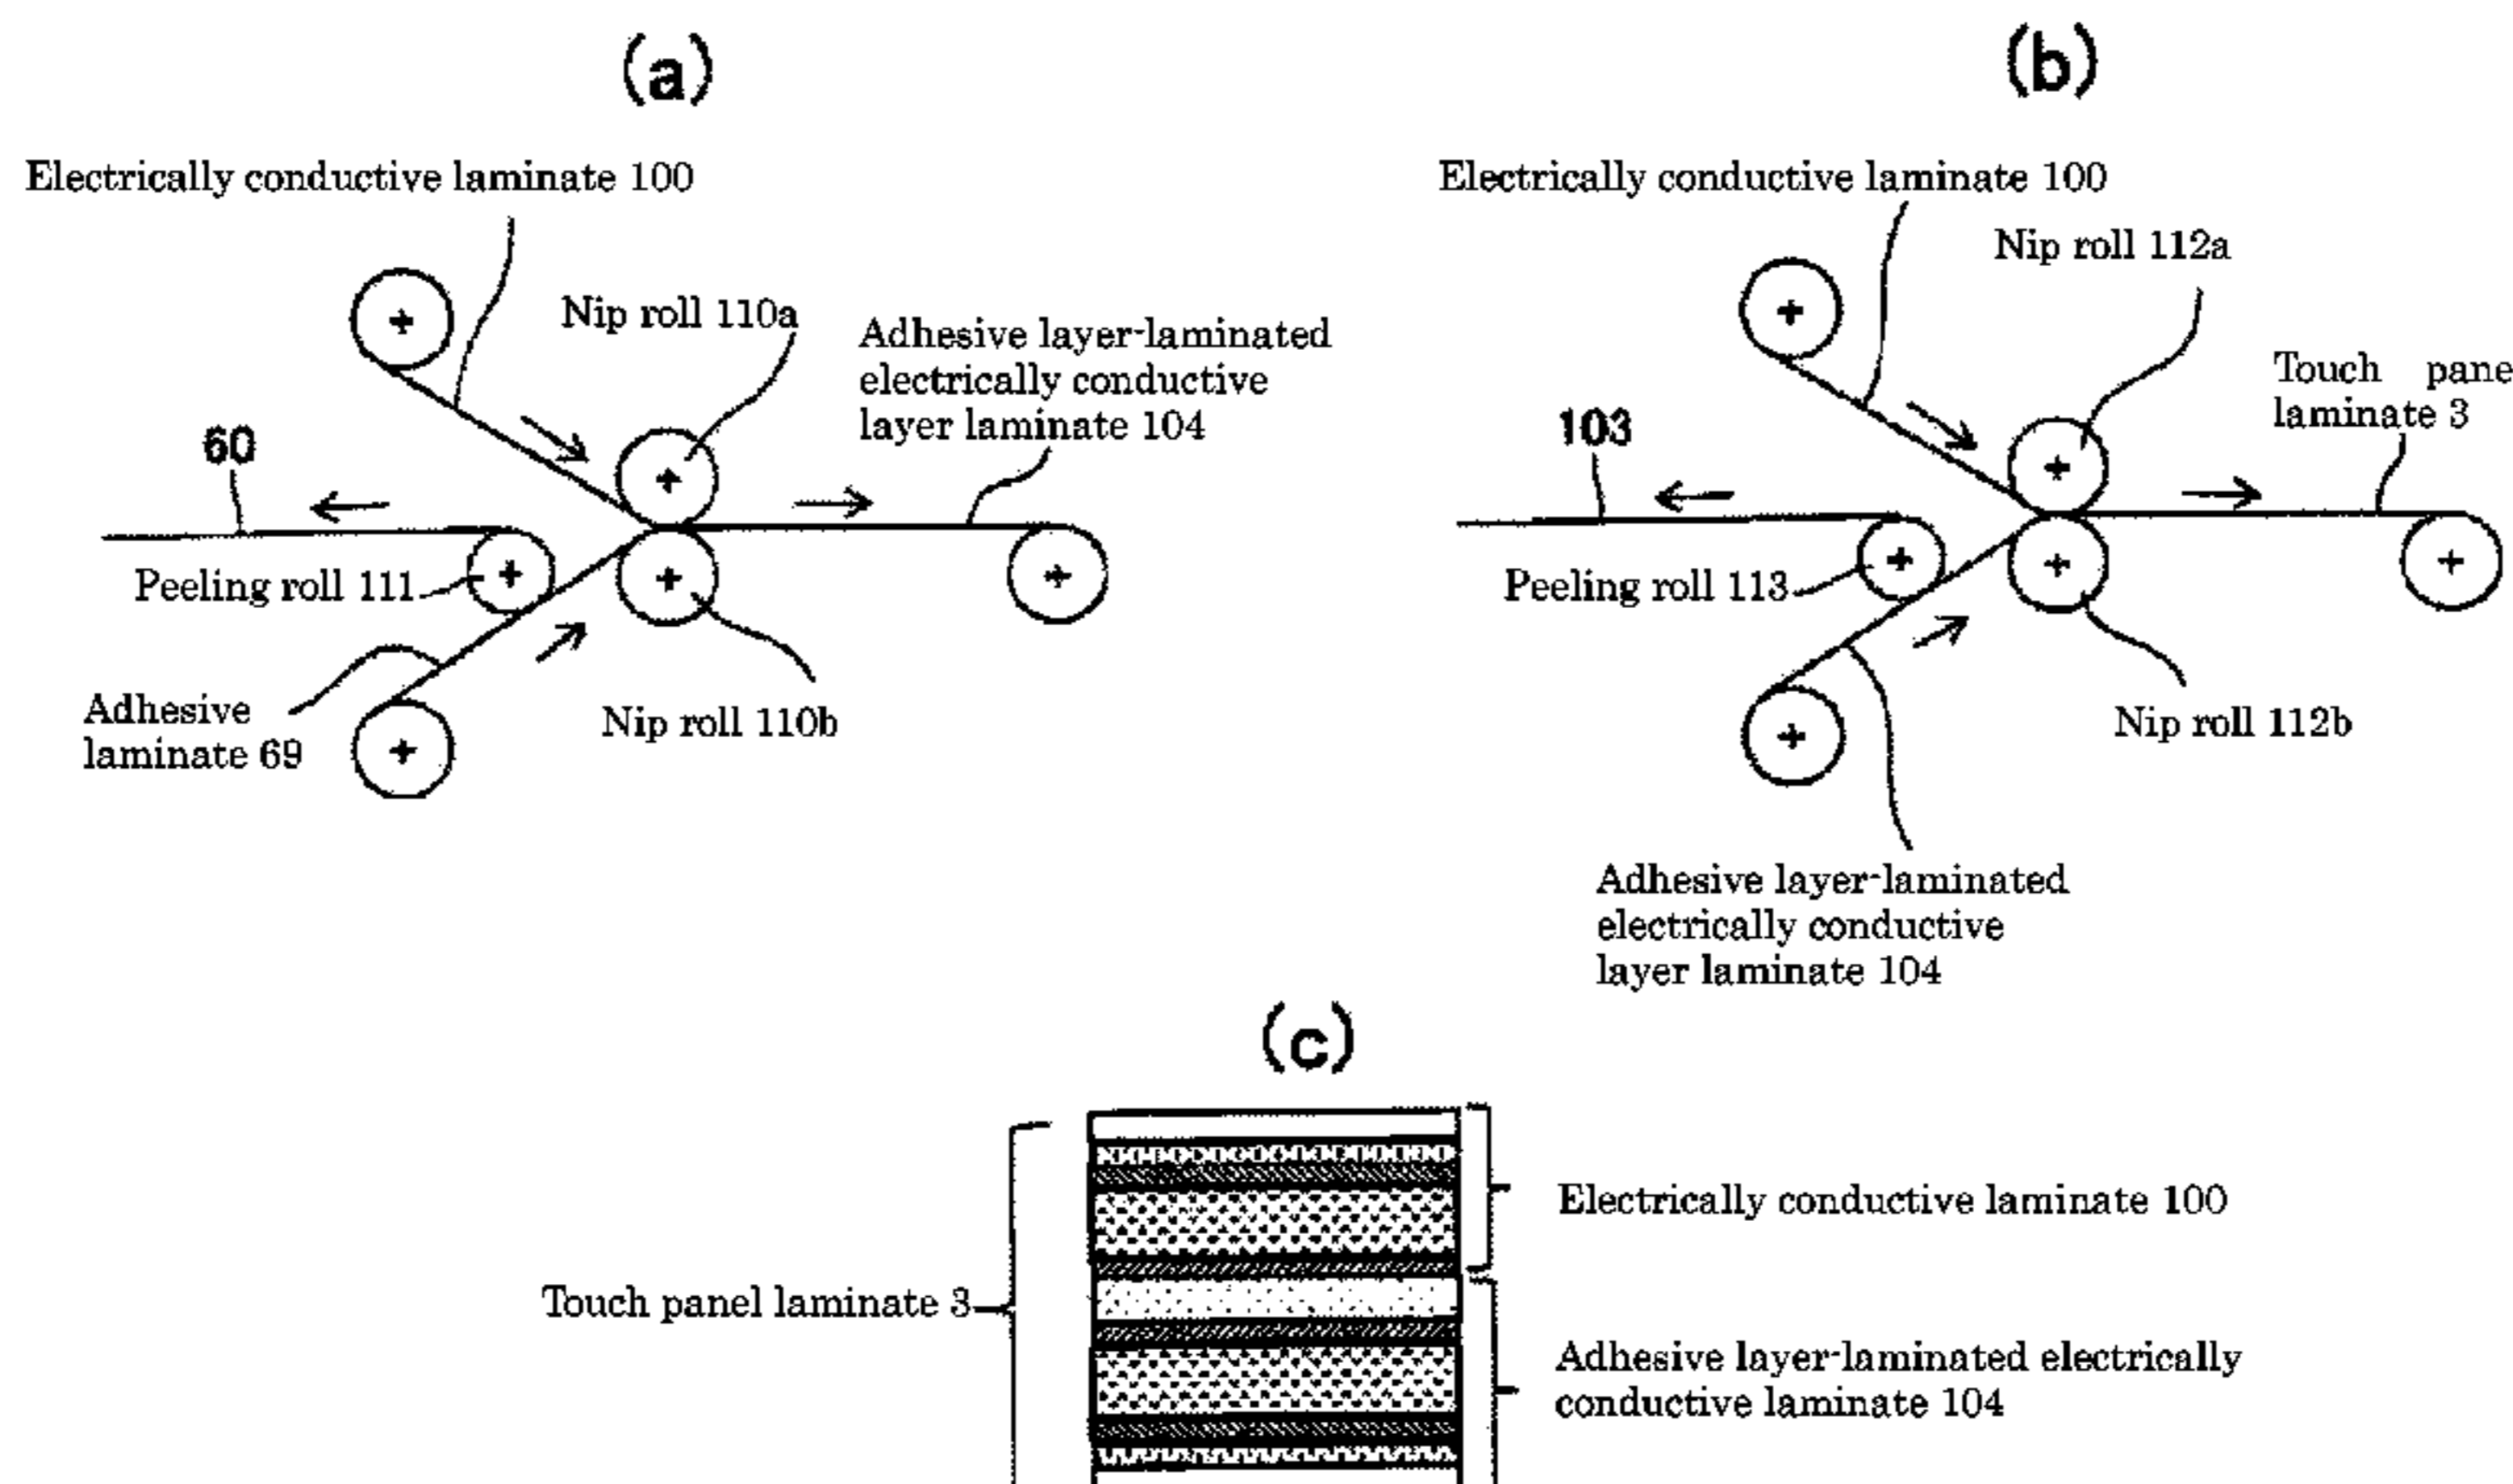 (a)
Electrically conductive laminate 100
Nip roll 110a
Adhesive layer-laminated
electrically conductive
layer laminate 104
60
Peeling roll 111
Adhesive
laminate 69
Nip roll 110b
(b)
Electrically conductive laminate 100
Nip roll 112a
Touch pane
laminate 3
103
Peeling roll 113
Nip roll 112b
Adhesive layer-laminated
electrically conductive
layer laminate 104
(c)
Electrically conductive laminate 100
Touch panel laminate 3
Adhesive layer-laminated electrically
conductive laminate 104